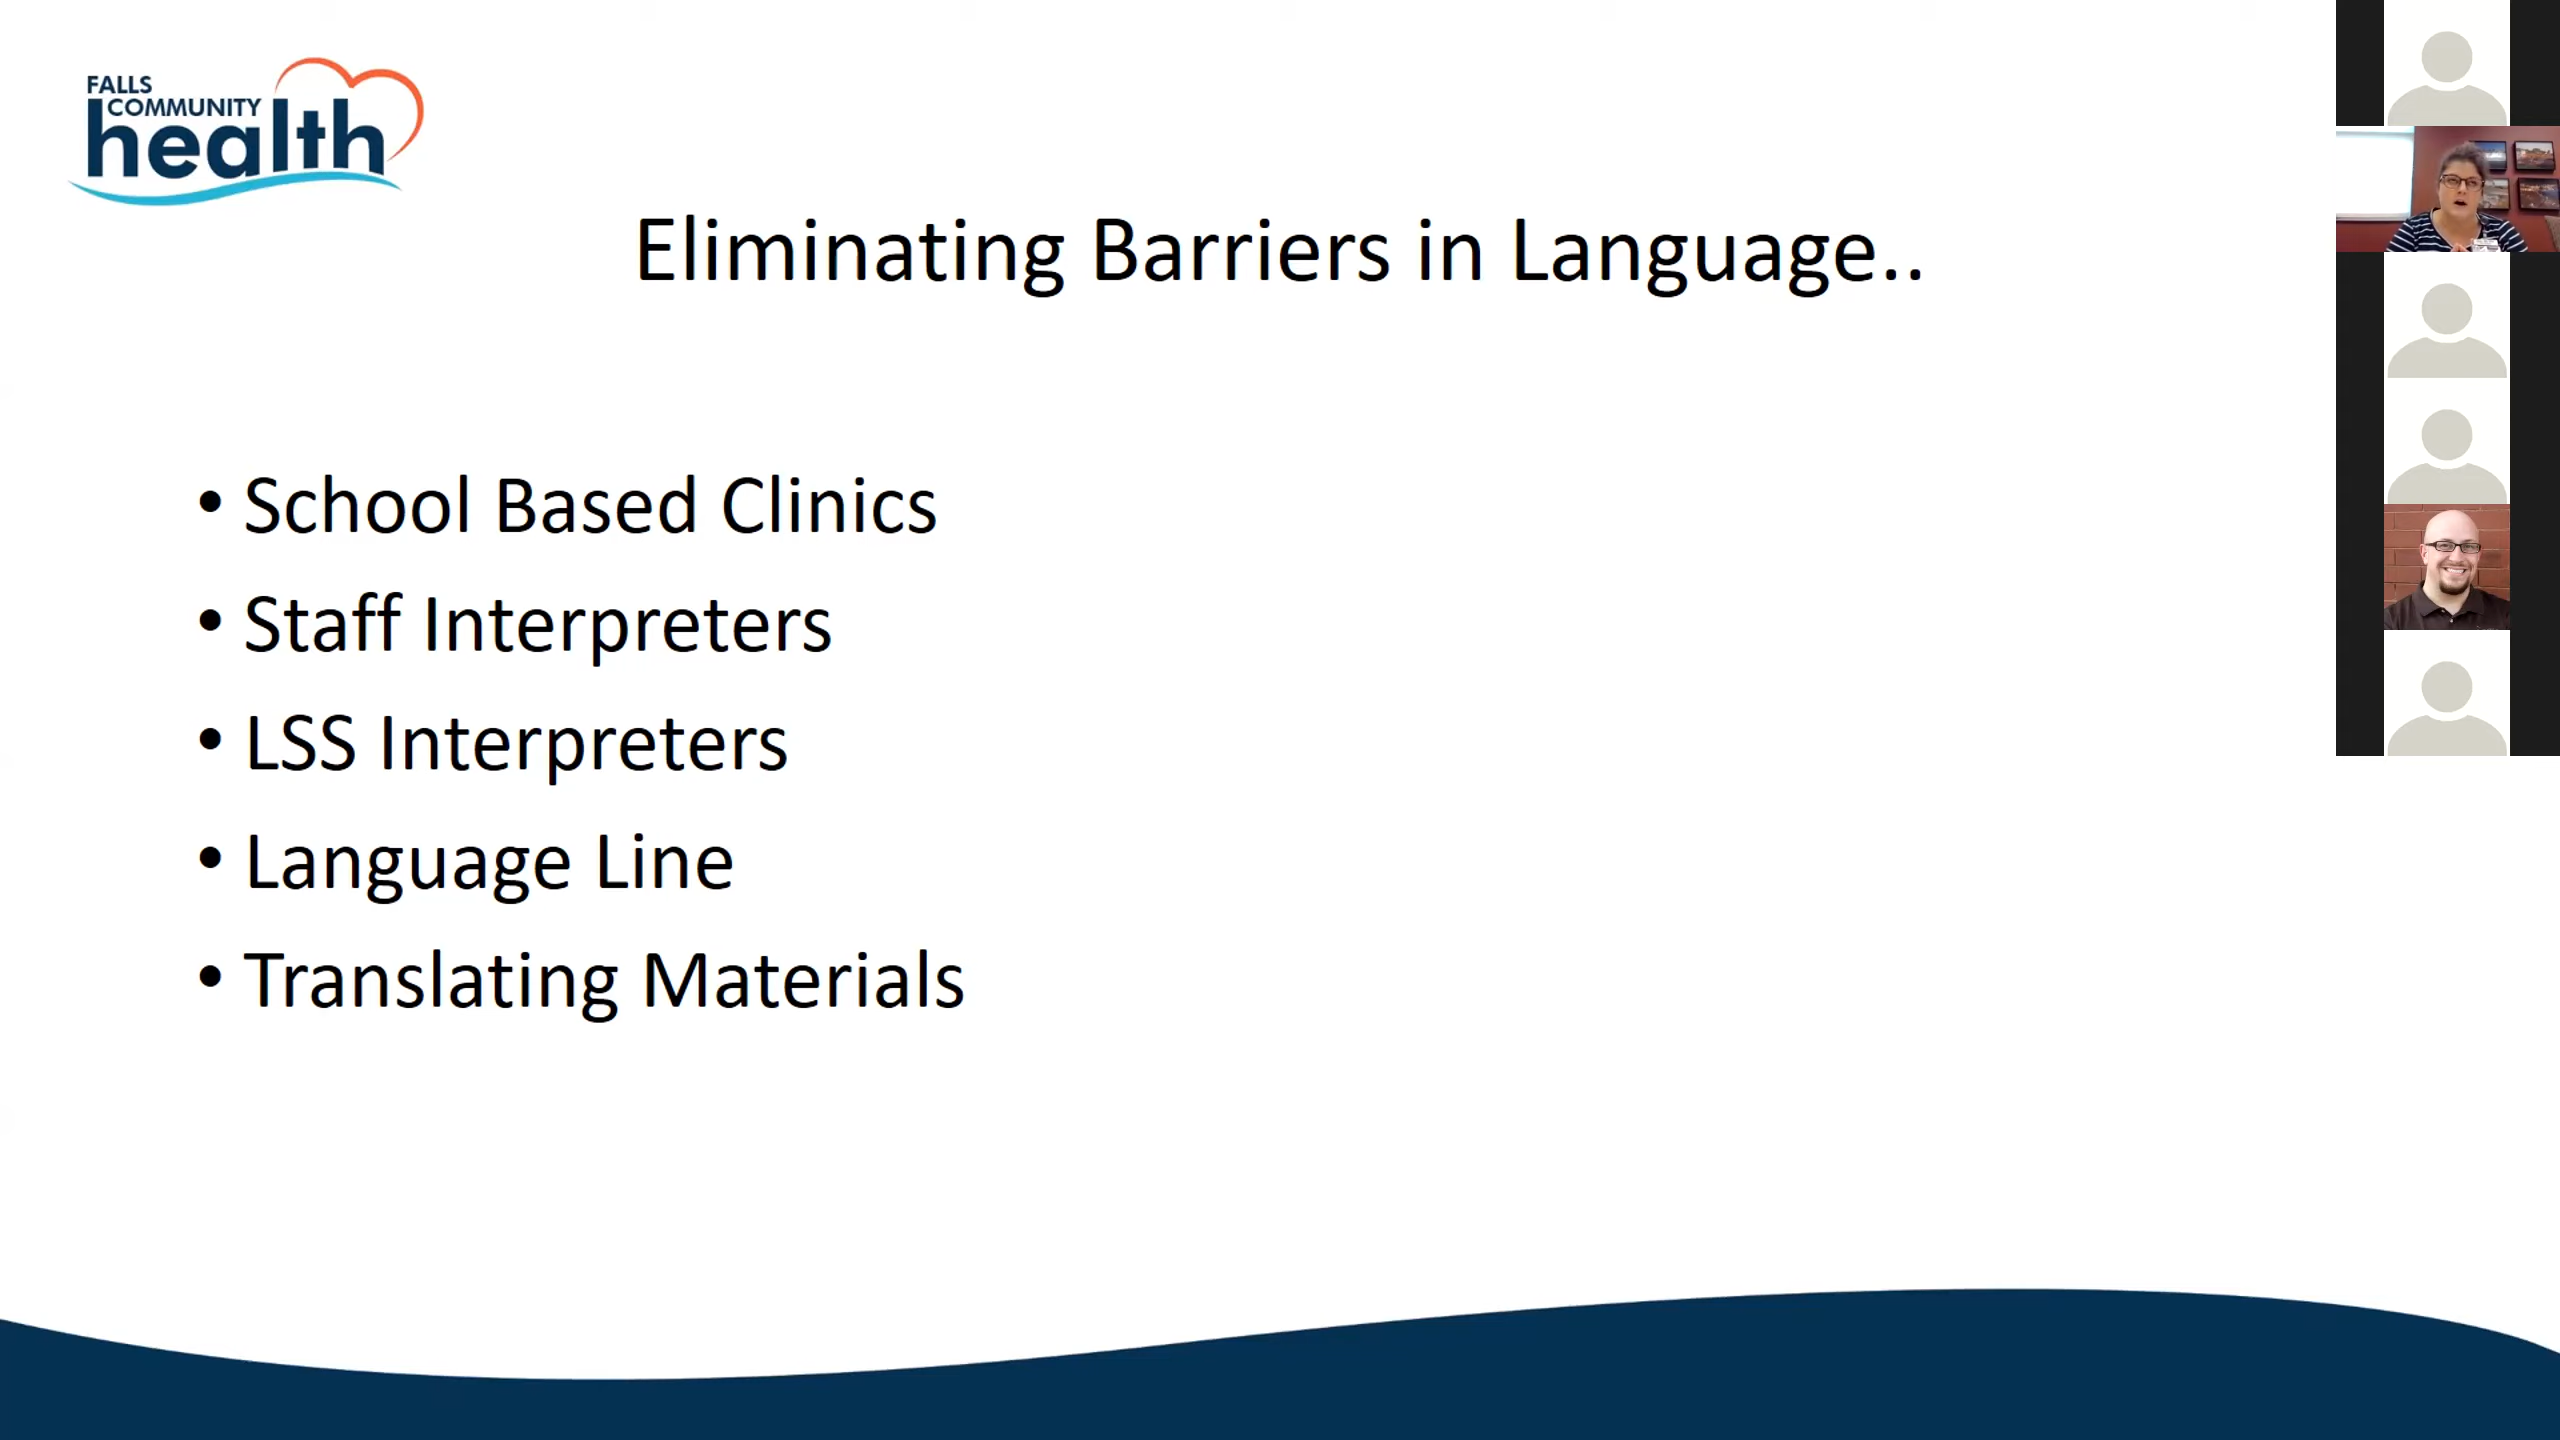 FALLS
COMMUNITY
health
Eliminating Barriers in Language..
• School Based Clinics
• Staff Interpreters
• LSS Interpreters
• Language Line
• Translating Materials